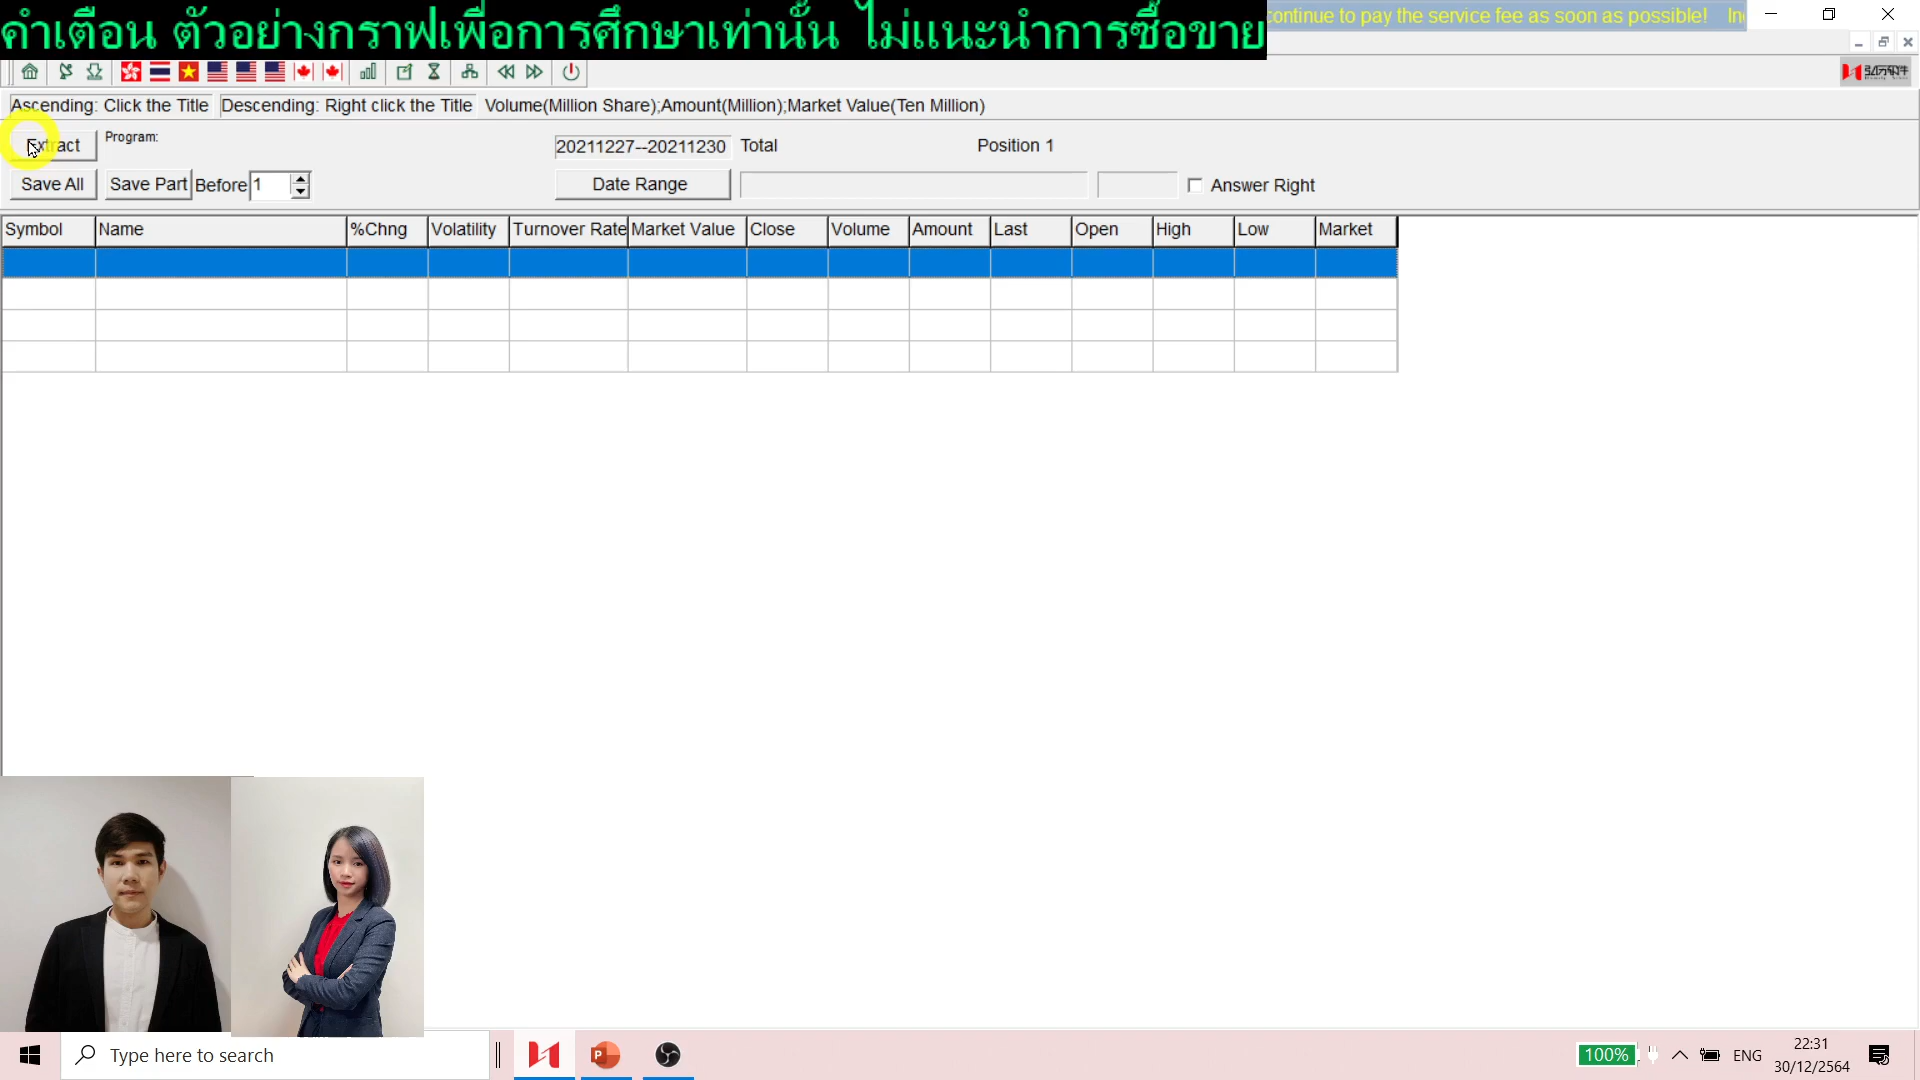 คำเตือน ตัวอย่างกราฟเพื่อการศึกษาเท่านั้น ไม่แนะนำการซื้อขาย
continue to pay the service fee as soon as possible!
弘历软件
Ascending: Click the Title Descending: Right click the Title Volume(Million Share);Amount(Million);Market Value(Ten Million)
Extract Program: 20211227--20211230 Total Position 1
Save All Save Part Before 1 Date Range Answer Right
Symbol Name %Chng Volatility Turnover Rate Market Value Close Volume Amount Last Open High Low Market
Type here to search
100% ENG
22:31
30/12/2564